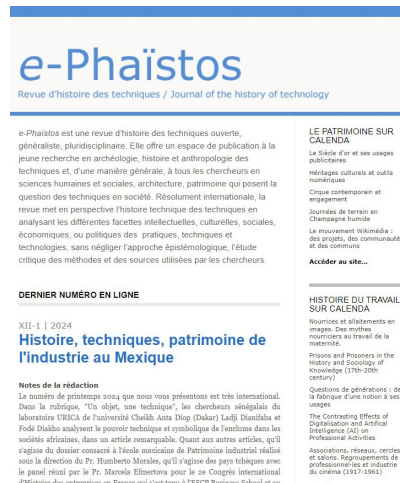 e-Phaïstos
Revue d'histoire des techniques / Journal of the history of technology
e-Phaïstos est une revue d'histoire des techniques ouverte,
généraliste, pluridisciplinaire. Elle offre un espace de publication à la
jeune recherche en archéologie, histoire et anthropologie des
techniques et, d'une manière générale, à tous les chercheurs en
sciences humaines et sociales, architecture, patrimoine qui posent la
question des techniques en société. Résolument internationale, la
revue met en perspective l'histoire technique des techniques en
analysant les différentes facettes intellectuelles, culturelles, sociales,
économiques, ou politiques des pratiques, techniques et
technologies, sans négliger l'approche épistémologique, l'étude
critique des méthodes et des sources utilisées par les chercheurs.
DERNIER NUMÉRO EN LIGNE
XII-1 | 2024
Histoire, techniques, patrimoine de
l'industrie au Mexique
Notes de la rédaction
Le numéro de printemps 2024 que nous vous présentons est très international.
Dans la rubrique, "Un objet, une technique", les chercheurs sénégalais du
laboratoire URICA de l'université Cheikh Anta Diop (Dakar) Ladji Dianifaba et
Fodé Diakho analysent le pouvoir technique et symbolique de l'enclume dans les
sociétés africaines, dans un article remarquable. Quant aux autres articles, qu'il
s'agisse du dossier consacré à l'école mexicaine de Patrimoine industriel réalisé
sous la direction du Pr. Humberto Morales, qu'il s'agisse des pays tchèques avec
le panel réuni par le Pr. Marcela Efmertova pour le 2e Congrès international
LE PATRIMOINE SUR
CALENDA
Le Siècle d'or et ses usages
publicitaires
Héritages culturels et outils
numériques
Cirque contemporain et
engagement
Journées de terrain en
Champagne humide
Le mouvement Wikimédia :
des projets, des communauté
et des communs
Accéder au site...
HISTOIRE DU TRAVAIL
SUR CALENDA
Nourrices et allaitements en
images. Des mythes
nourriciers au travail de la
maternité.
Prisons and Prisoners in the
History and Sociology of
Knowledge (17th-20th
century)
Questions de générations : de
la fabrique d'une notion à ses
usages
The Contrasting Effects of
Digitalisation and Artifical
Intelligence (AI) on
Professional Activities
Associations, réseaux, cercles
et salons. Regroupements de
professionnel·les et industrie
du cinéma (1917-1961)